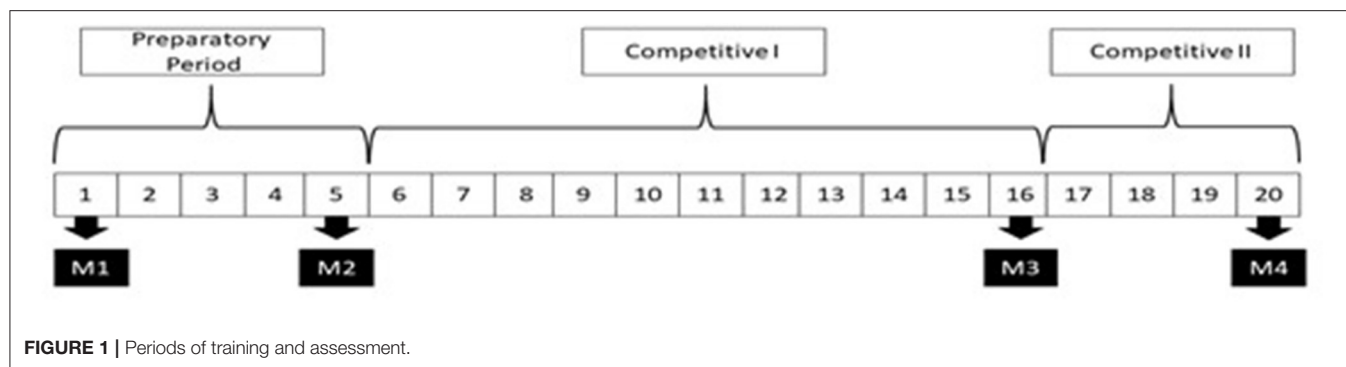 Preparatory
Period
Competitive I
Competitive II
1 2 3 4 5 6 7 8 9 10 11 12 13 14 15 16 17 18 19 20
M1 M2 M3 M4
FIGURE 1 | Periods of training and assessment.